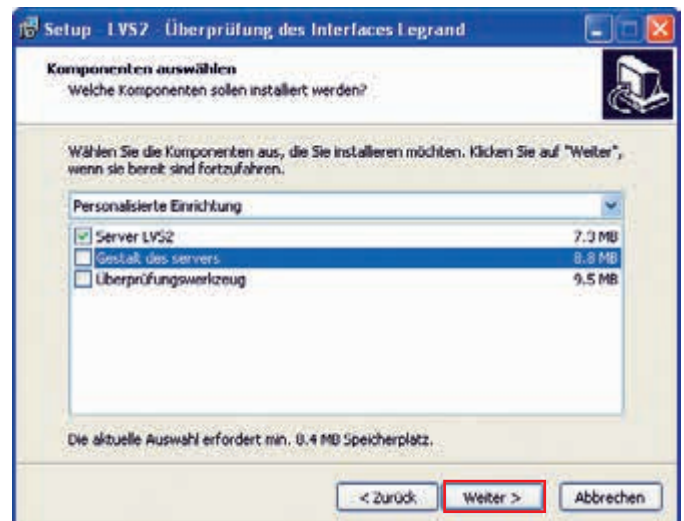 Setup - LVS2 - Überprüfung des Interfaces Legrand
Komponenten auswählen
Welche Komponenten sollen installiert werden?
Wählen Sie die Komponenten aus, die Sie installieren möchten. Klicken Sie auf "Weiter",
wenn sie bereit sind fortzufahren.
Personalisierte Einrichtung
Server LVS2 7.3 MB
Gestalt des servers 8.8 MB
Überprüfungswerkzeug 9.5 MB
Die aktuelle Auswahl erfordert min. 8.4 MB Speicherplatz.
< Zurück Weiter > Abbrechen